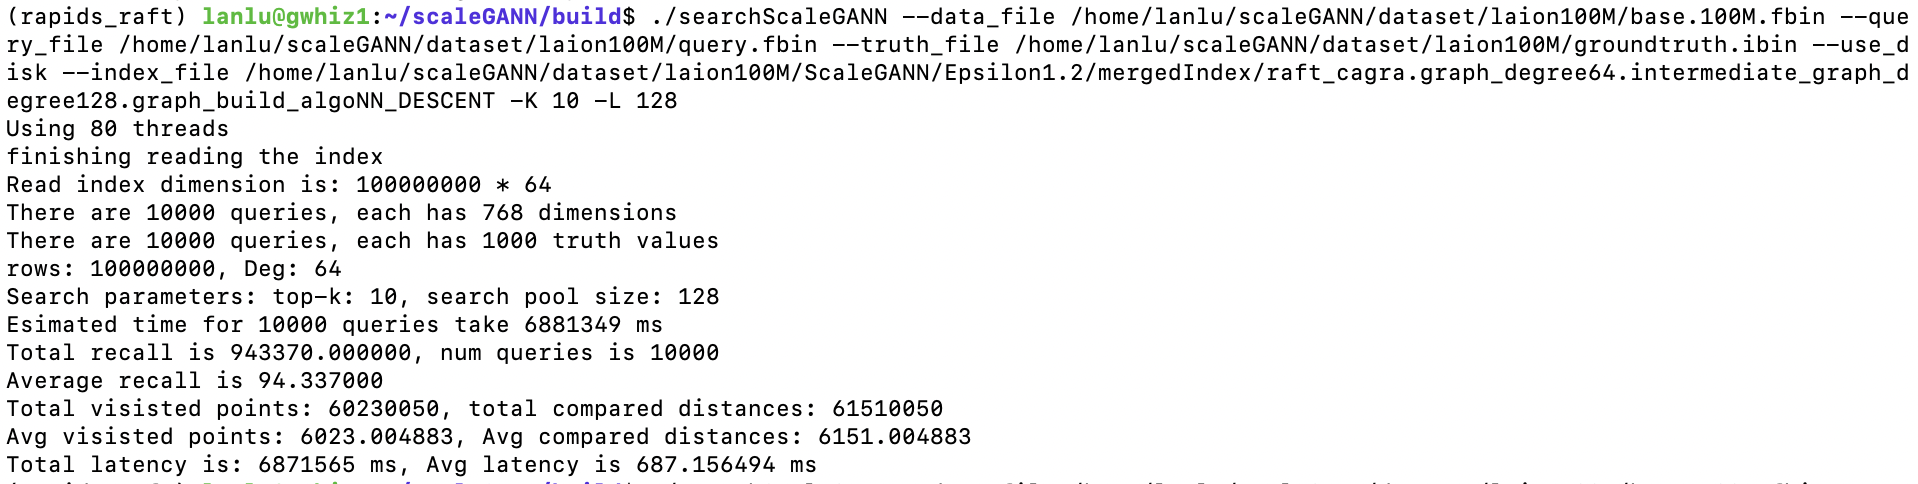 (rapids_raft) lanlu@gwhiz1:~/scaleGANN/build$ ./searchScaleGANN --data_file /home/lanlu/scaleGANN/dataset/laion100M/base.100M.fbin --que
ry_file /home/lanlu/scaleGANN/dataset/laion100M/query.fbin --truth_file /home/lanlu/scaleGANN/dataset/laion100M/groundtruth.ibin --use_d
isk --index_file /home/lanlu/scaleGANN/dataset/laion100M/ScaleGANN/Epsilon1.2/mergedIndex/raft_cagra.graph_degree64.intermediate_graph_d
egree128.graph_build_algoNN_DESCENT -K 10 -L 128
Using 80 threads
finishing reading the index
Read index dimension is: 100000000 * 64
There are 10000 queries, each has 768 dimensions
There are 10000 queries, each has 1000 truth values
rows: 100000000, Deg: 64
Search parameters: top-k: 10, search pool size: 128
Esimated time for 10000 queries take 6881349 ms
Total recall is 943370.000000, num queries is 10000
Average recall is 94.337000
Total visisted points: 60230050, total compared distances: 61510050
Avg visisted points: 6023.004883, Avg compared distances: 6151.004883
Total latency is: 6871565 ms, Avg latency is 687.156494 ms